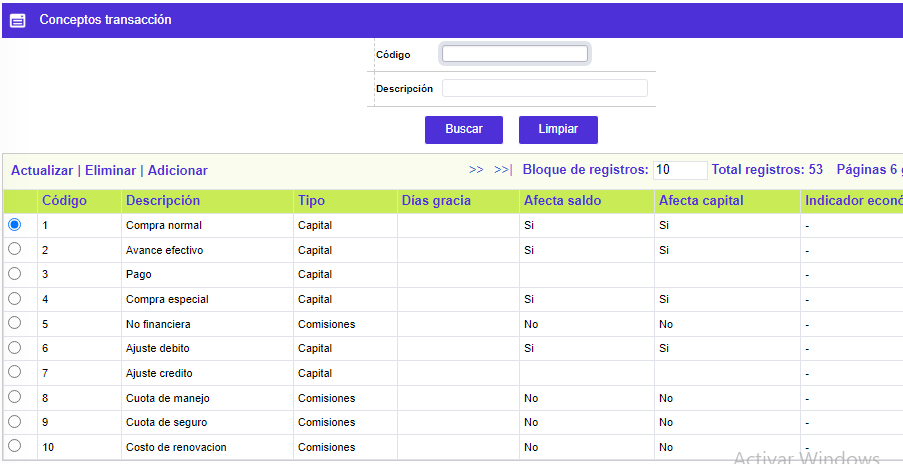 Conceptos transacción
Código
Descripción
Buscar Limpiar
Actualizar | Eliminar | Adicionar >> >>| Bloque de registros: 10 Total registros: 53 Páginas 6
Código Descripción Tipo Días gracia Afecta saldo Afecta capital Indicador econó
1 Compra normal Capital Si Si -
2 Avance efectivo Capital Si Si -
3 Pago Capital -
4 Compra especial Capital Si Si -
5 No financiera Comisiones No No -
6 Ajuste debito Capital Si Si -
7 Ajuste credito Capital -
8 Cuota de manejo Comisiones No No -
9 Cuota de seguro Comisiones No No -
10 Costo de renovacion Comisiones No No -
Activar Windows